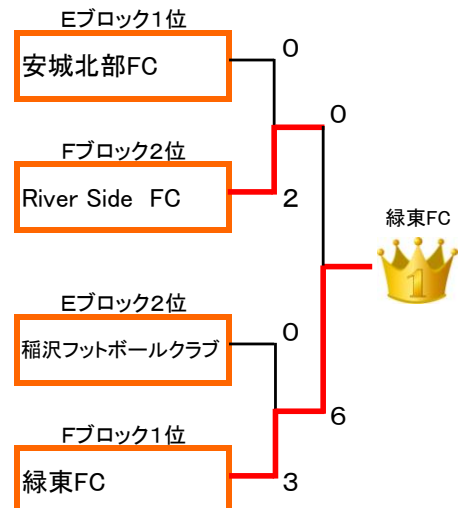 Eブロック1位
安城北部FC
0
0
Fブロック2位
River Side　FC
2
緑東FC
1
Eブロック2位
稲沢フットボールクラブ
0
6
Fブロック1位
緑東FC
3